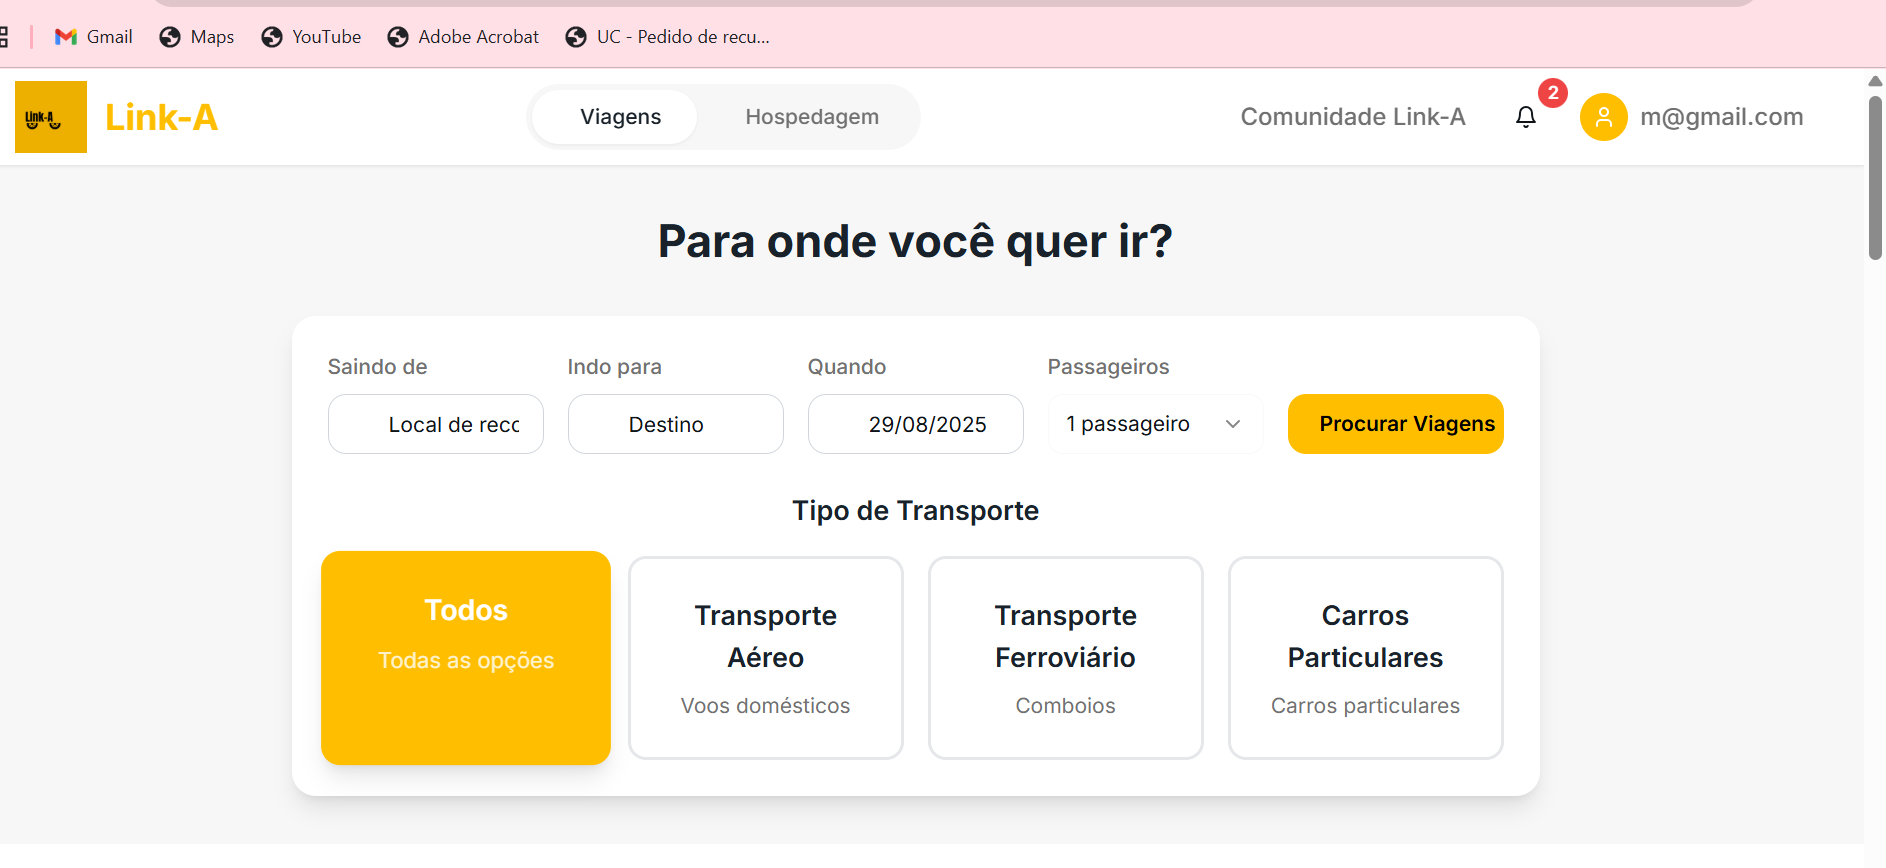 Gmail
Maps
YouTube
Adobe Acrobat
UC - Pedido de recu...
Link-A
Link-A
Viagens
Hospedagem
Comunidade Link-A
2
m@gmail.com
Para onde você quer ir?
Saindo de
Indo para
Quando
Passageiros
Local de recc
Destino
29/08/2025
1 passageiro
Procurar Viagens
Tipo de Transporte
Todos
Todas as opções
Transporte
Aéreo
Voos domésticos
Transporte
Ferroviário
Comboios
Carros
Particulares
Carros particulares